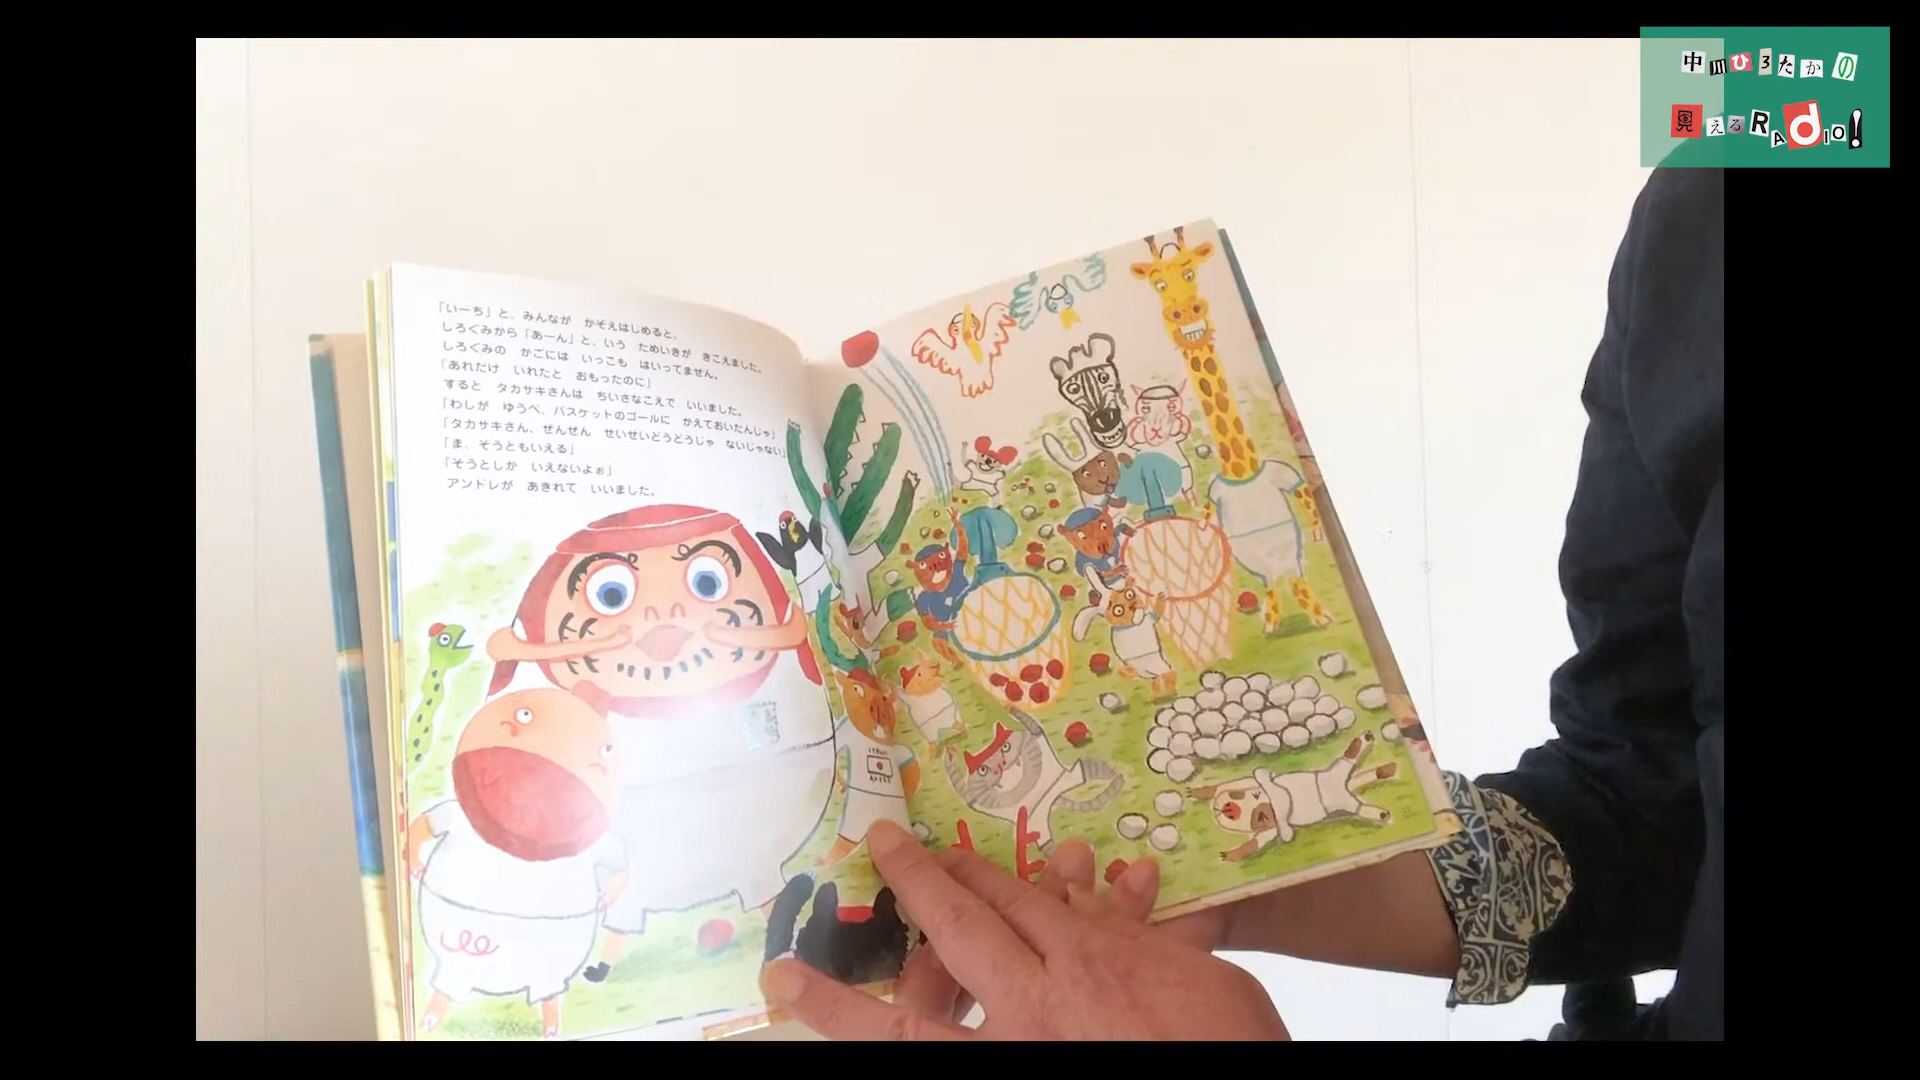 中川ひろたかの
見えるRADIO!
「いーち」と、みんなが　かぞえはじめると、
しろぐみから「あーん」と、いう　ためいきが　きこえました。
しろぐみの　かごには　いっこも　はいってません。
「あれだけ　いれたと　おもったのに」
すると　タカサキさんは　ちいさなこえで　いいました。
「わしが　ゆうべ、バスケットのゴールに　かえておいたんじゃ」
「タカサキさん、ぜんぜん　せいせいどうどうじゃ　ないじゃない」
「ま、そうともいえる」
「そうとしか　いえないよぉ」
アンドレが　あきれて　いいました。